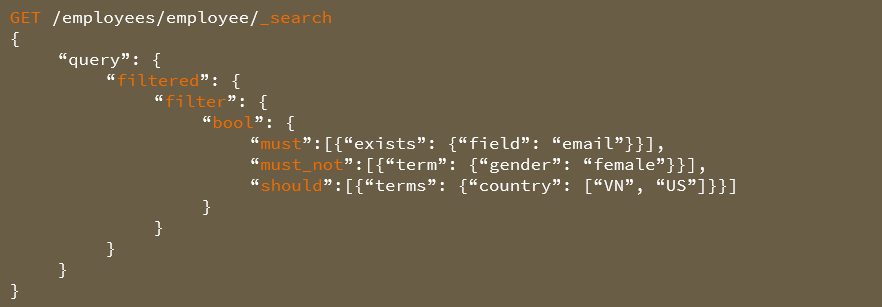 GET /employees/employee/_search
{
“query”: {
“filtered”: {
“filter”: {
“bool”: {
“must”:[{“exists”: {“field”: “email”}}],
“must_not”:[{“term”: {“gender”: “female”}}],
“should”:[{“terms”: {“country”: [“VN”, “US”]}}]
}
}
}
}
}